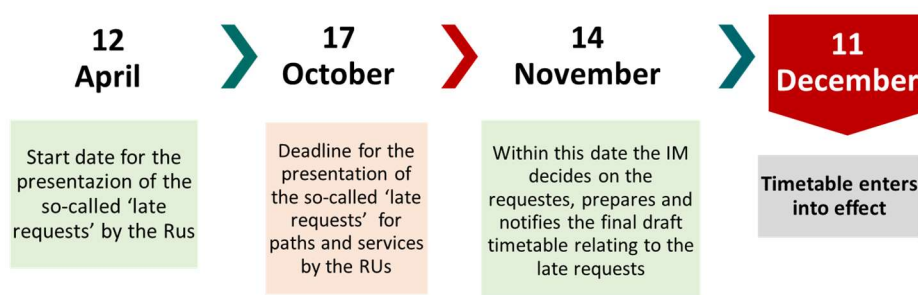 12
April
17
October
14
November
11
December
Start date for the
presentazion of the
so-called ‘late
requests’ by the Rus
Deadline for the
presentation of
the so-called ‘late
requests’ for
paths and services
by the RUs
Within this date the IM
decides on the
requestes, prepares and
notifies the final draft
timetable relating to the
late requests
Timetable enters
into effect